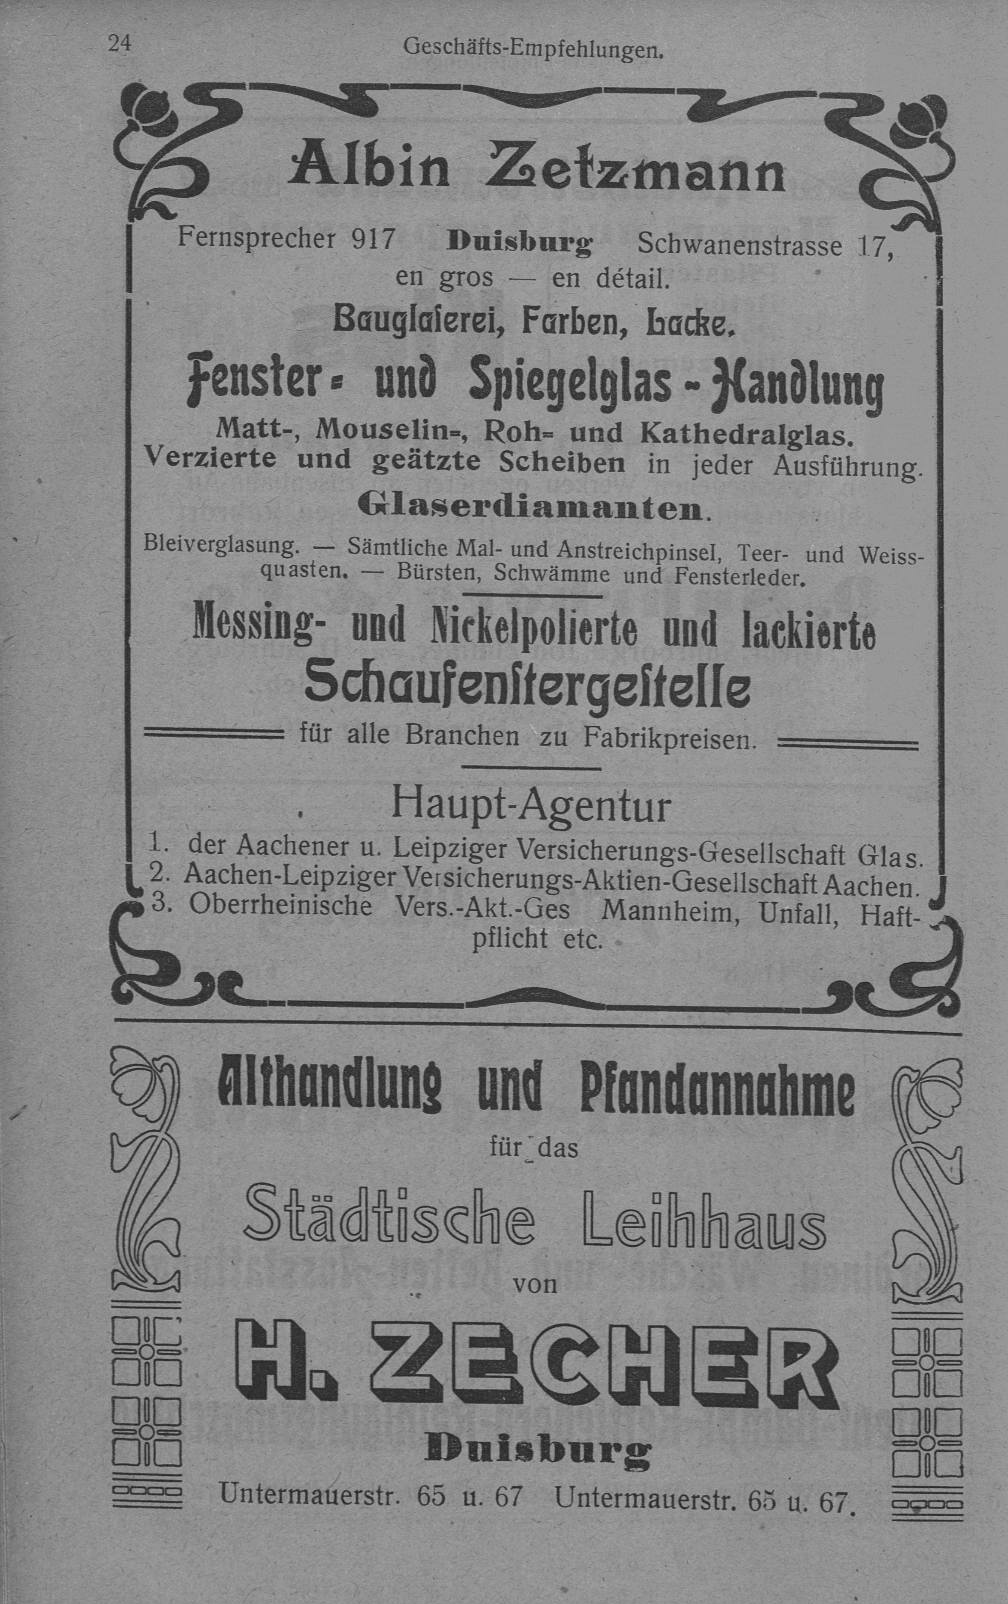 24
Geschäfts-Empfehlungen.
Albin Zetzmann
Fernsprecher 917 Duisburg Schwanenstrasse 17,
en gros — en détail.
Bauglaſerei, Farben, Lacke.
Fenster- und Spiegelglas-Handlung
Matt-, Mouselin-, Roh- und Kathedralglas.
Verzierte und geätzte Scheiben in jeder Ausführung.
Glaserdiamanten.
Bleiverglasung. — Sämtliche Mal- und Anstreichpinsel, Teer- und Weiss-
quasten. — Bürsten, Schwämme und Fensterleder.
Messing- und Nickelpolierte und lackierte
Schaufenſtergeſtelle
für alle Branchen zu Fabrikpreisen.
Haupt-Agentur
1. der Aachener u. Leipziger Versicherungs-Gesellschaft Glas.
2. Aachen-Leipziger Versicherungs-Aktien-Gesellschaft Aachen.
3. Oberrheinische Vers.-Akt.-Ges Mannheim, Unfall, Haft-
pflicht etc.
Althandlung und Pfandannahme
für das
Städtische Leihhaus
von
H. ZECHER
Duisburg
Untermauerstr. 65 u. 67 Untermauerstr. 65 u. 67.